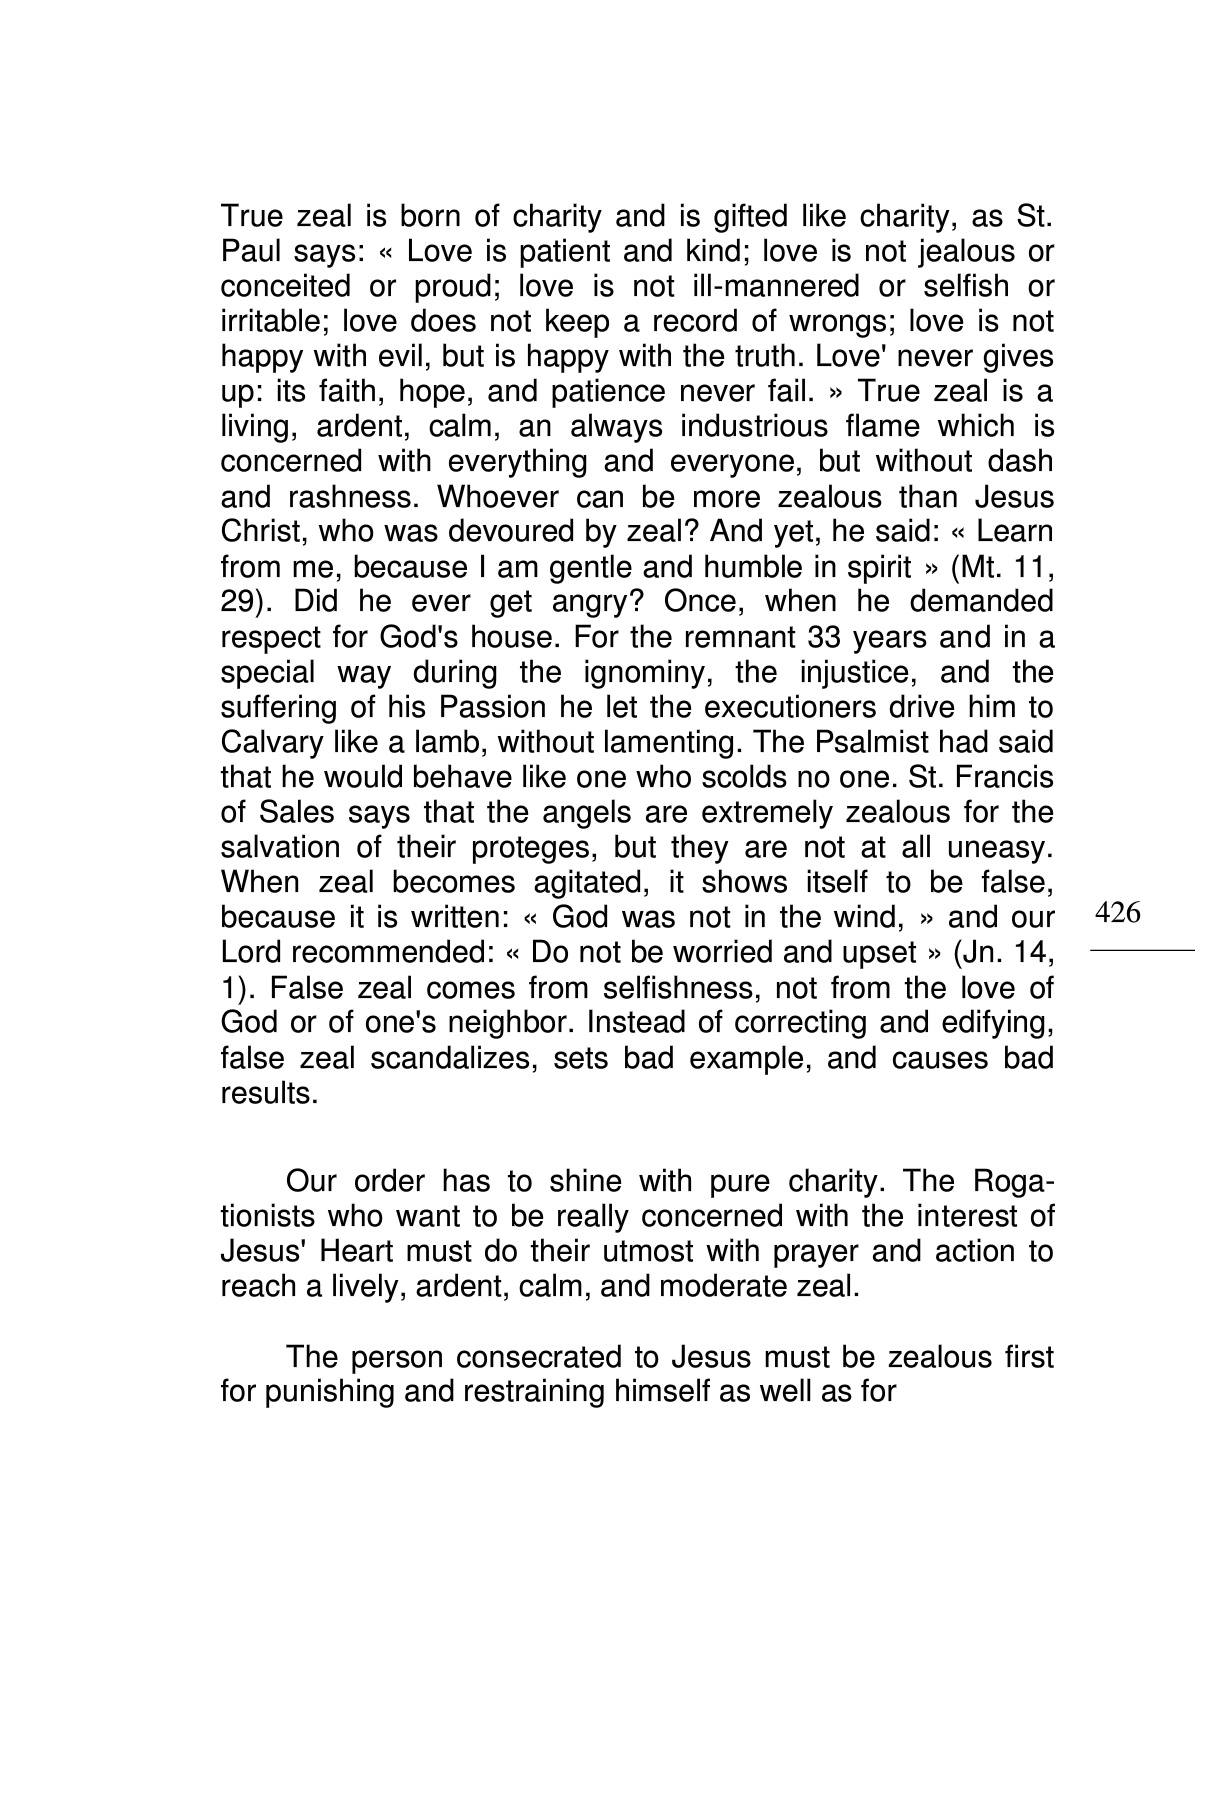 True zeal is born of charity and is gifted like charity, as St.
Paul says: « Love is patient and kind; love is not jealous or
conceited or proud; love is not ill-mannered or selfish or
irritable; love does not keep a record of wrongs; love is not
happy with evil, but is happy with the truth. Love' never gives
up: its faith, hope, and patience never fail. » True zeal is a
living, ardent, calm, an always industrious flame which is
concerned with everything and everyone, but without dash
and rashness. Whoever can be more zealous than Jesus
Christ, who was devoured by zeal? And yet, he said: « Learn
from me, because I am gentle and humble in spirit » (Mt. 11,
29). Did he ever get angry? Once, when he demanded
respect for God's house. For the remnant 33 years and in a
special way during the ignominy, the injustice, and the
suffering of his Passion he let the executioners drive him to
Calvary like a lamb, without lamenting. The Psalmist had said
that he would behave like one who scolds no one. St. Francis
of Sales says that the angels are extremely zealous for the
salvation of their proteges, but they are not at all uneasy.
When zeal becomes agitated, it shows itself to be false,
because it is written: « God was not in the wind, » and our
Lord recommended: « Do not be worried and upset » (Jn. 14,
1). False zeal comes from selfishness, not from the love of
God or of one's neighbor. Instead of correcting and edifying,
false zeal scandalizes, sets bad example, and causes bad
results.
Our order has to shine with pure charity. The Roga-
tionists who want to be really concerned with the interest of
Jesus' Heart must do their utmost with prayer and action to
reach a lively, ardent, calm, and moderate zeal.
The person consecrated to Jesus must be zealous first
for punishing and restraining himself as well as for
426